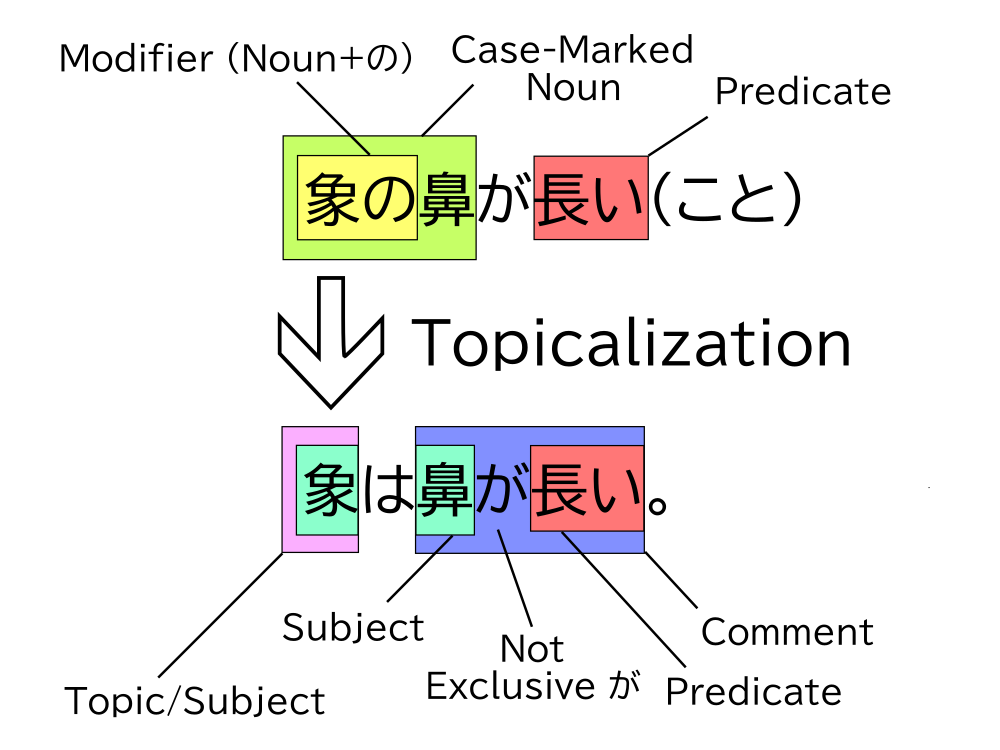 Modifier (Noun+の)
Case-Marked
Noun
Predicate
象の鼻が長い(こと)
Topicalization
象は鼻が長い。
Subject
Not
Exclusive が
Comment
Topic/Subject
Predicate